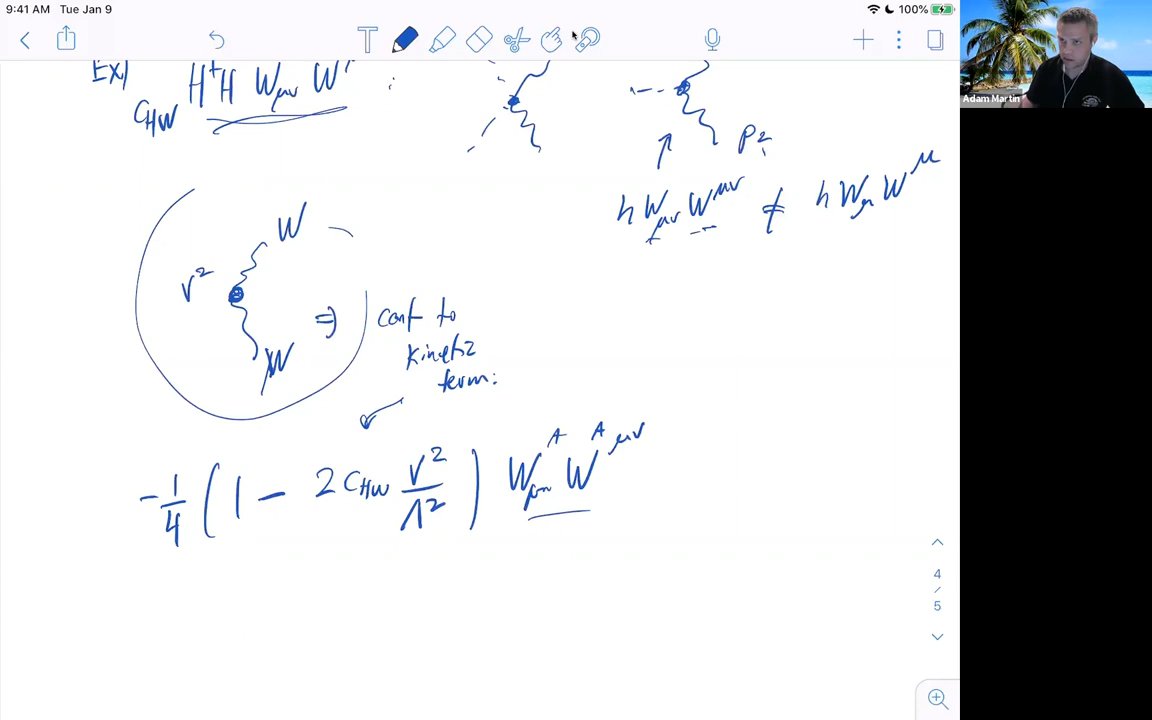 9:41 AM Tue Jan 9
100%
T
Adam Martin
Ex) H†H W_μν W^μ :
C_HW
p²
h W_μν W^μν ≠ h W_μ W^μ
W
v²
W
⇒ cont to
kinetic
term:
-1/4 ( 1 - 2 C_HW v²/Λ² ) W^A_μν W^A μν
4
/
5